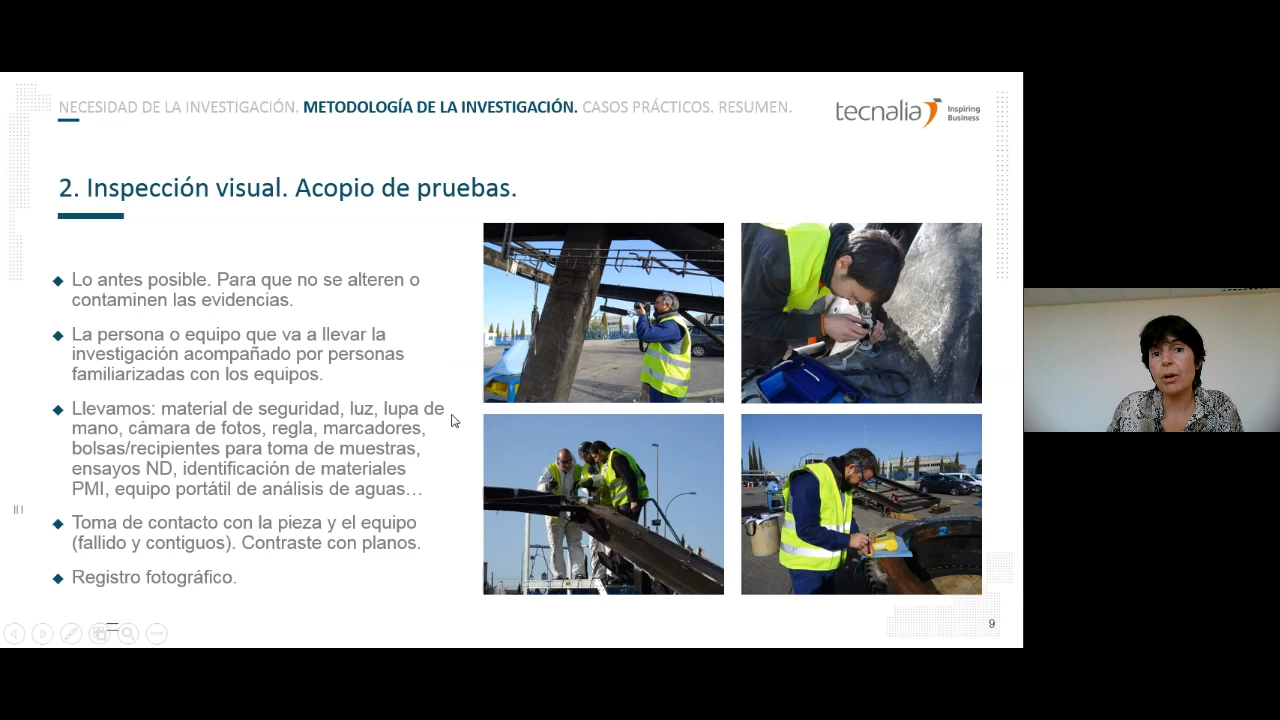 NECESIDAD DE LA INVESTIGACIÓN. METODOLOGÍA DE LA INVESTIGACIÓN. CASOS PRÁCTICOS. RESUMEN.
tecnalia Inspiring
Business
2. Inspección visual. Acopio de pruebas.
Lo antes posible. Para que no se alteren o
contaminen las evidencias.
La persona o equipo que va a llevar la
investigación acompañado por personas
familiarizadas con los equipos.
Llevamos: material de seguridad, luz, lupa de
mano, cámara de fotos, regla, marcadores,
bolsas/recipientes para toma de muestras,
ensayos ND, identificación de materiales
PMI, equipo portátil de análisis de aguas…
Toma de contacto con la pieza y el equipo
(fallido y contiguos). Contraste con planos.
Registro fotográfico.
9